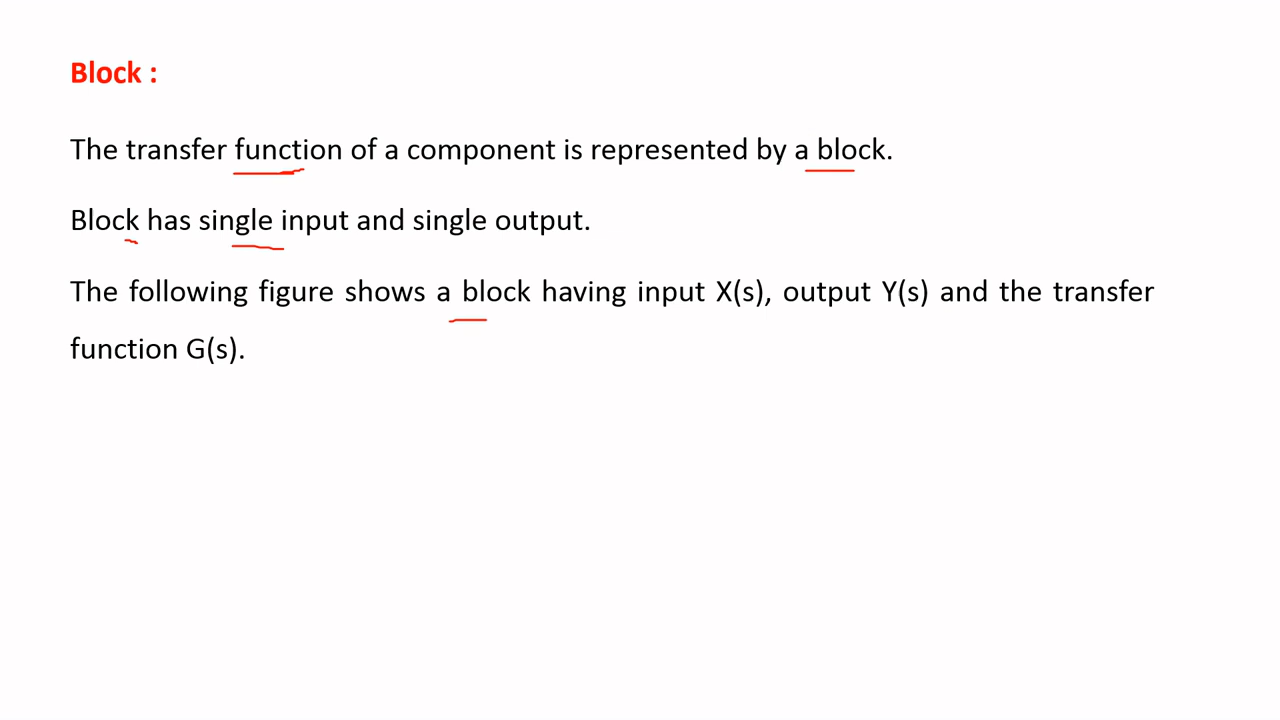 Block :
The transfer function of a component is represented by a block.
Block has single input and single output.
The following figure shows a block having input X(s), output Y(s) and the transfer
function G(s).